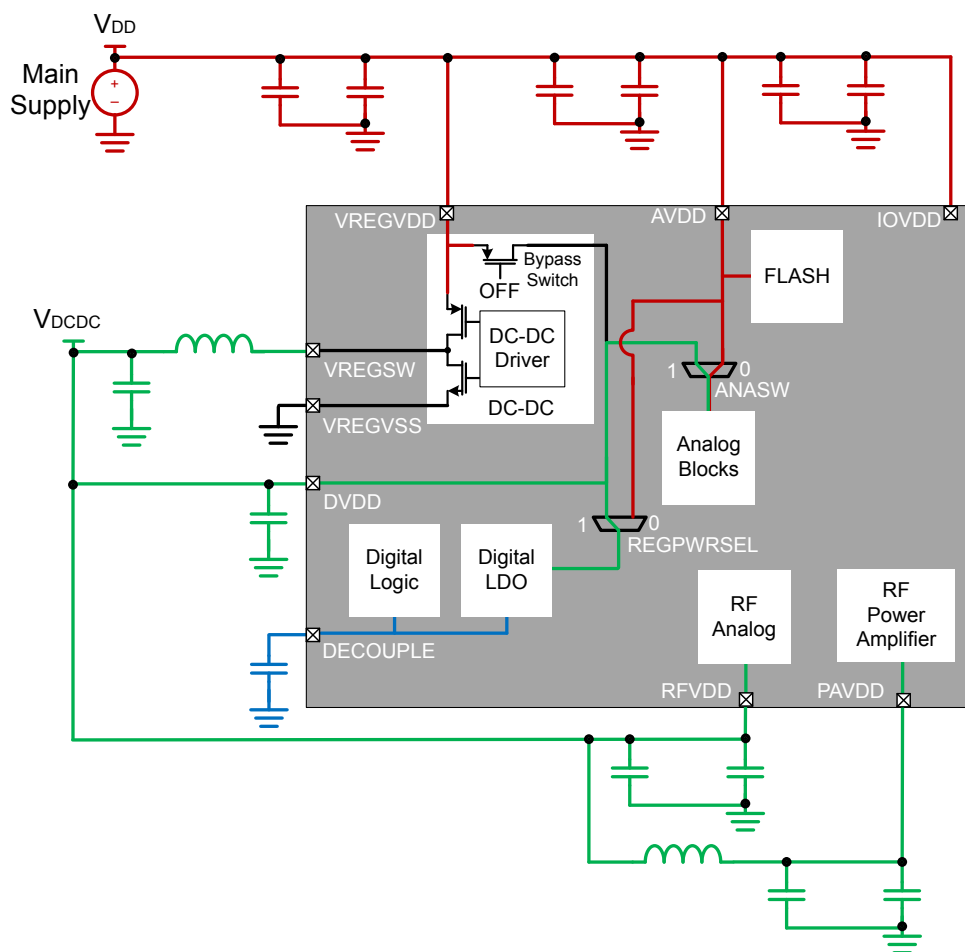 VDD
Main
Supply
+
−
VREGVDD
AVDD
IOVDD
Bypass
Switch
OFF
FLASH
VDCDC
DC-DC
Driver
VREGSW
1
0
ANASW
DC-DC
VREGVSS
Analog
Blocks
DVDD
1
0
REGPWRSEL
Digital
Logic
Digital
LDO
RF
Analog
RF
Power
Amplifier
DECOUPLE
RFVDD
PAVDD